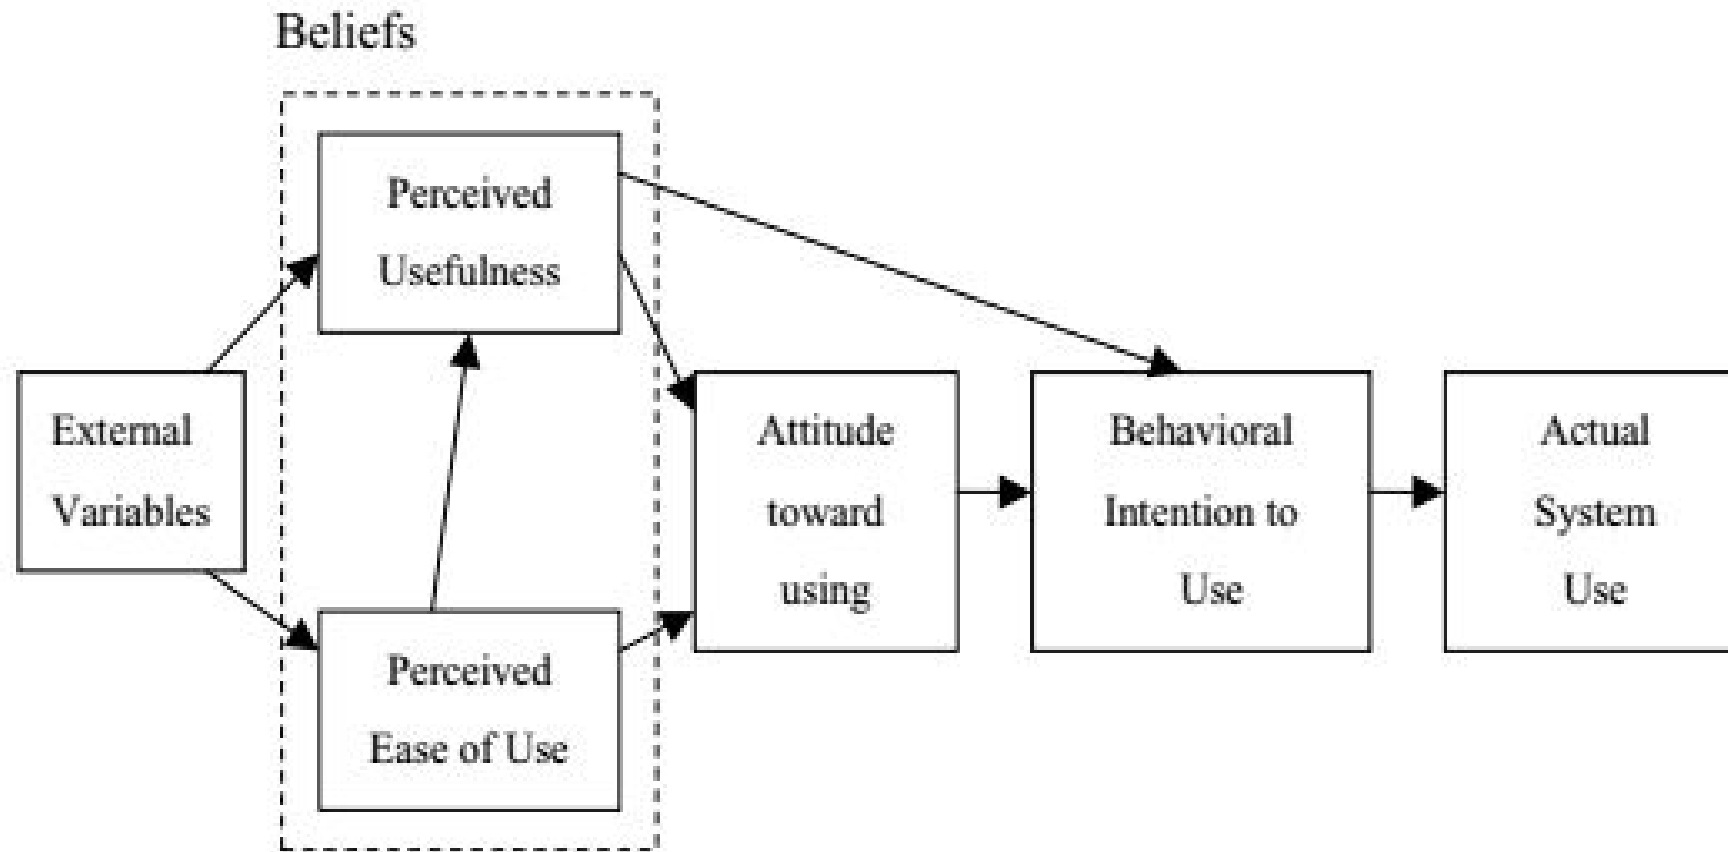 Beliefs
Perceived
Usefulness
External
Variables
Perceived
Ease of Use
Attitude
toward
using
Behavioral
Intention to
Use
Actual
System
Use